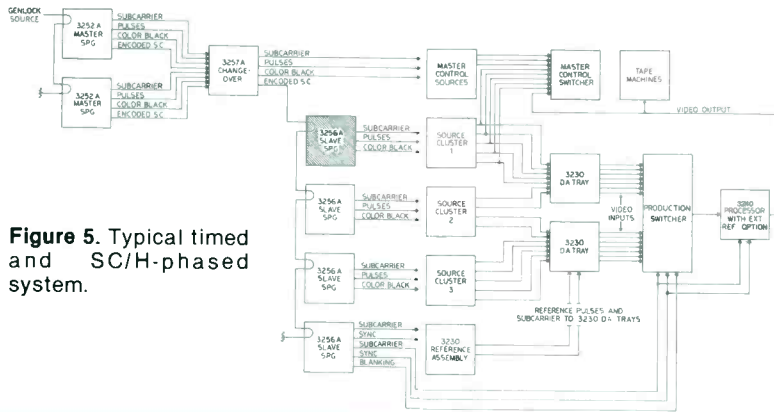 GENLOCK
SOURCE
3252A
MASTER
SPG
SUBCARRIER
PULSES
COLOR BLACK
ENCODED SC
3252A
MASTER
SPG
SUBCARRIER
PULSES
COLOR BLACK
ENCODED SC
3257A
CHANGE-
OVER
SUBCARRIER
PULSES
COLOR BLACK
ENCODED SC
MASTER
CONTROL
SOURCES
MASTER
CONTROL
SWITCHER
TAPE
MACHINES
VIDEO OUTPUT
3256A
SLAVE
SPG
SUBCARRIER
PULSES
COLOR BLACK
SOURCE
CLUSTER
1
3256A
SLAVE
SPG
SUBCARRIER
PULSES
COLOR BLACK
SOURCE
CLUSTER
2
3230
DA TRAY
VIDEO
INPUTS
3230
DA TRAY
PRODUCTION
SWITCHER
3240
PROCESSOR
WITH EXT
REF OPTION
3256A
SLAVE
SPG
SUBCARRIER
PULSES
COLOR BLACK
SOURCE
CLUSTER
3
REFERENCE PULSES AND
SUBCARRIER TO 3230 DA TRAYS
3256A
SLAVE
SPG
SUBCARRIER
SYNC
SUBCARRIER
SYNC
BLANKING
3230
REFERENCE
ASSEMBLY
Figure 5. Typical timed
and SC/H-phased
system.